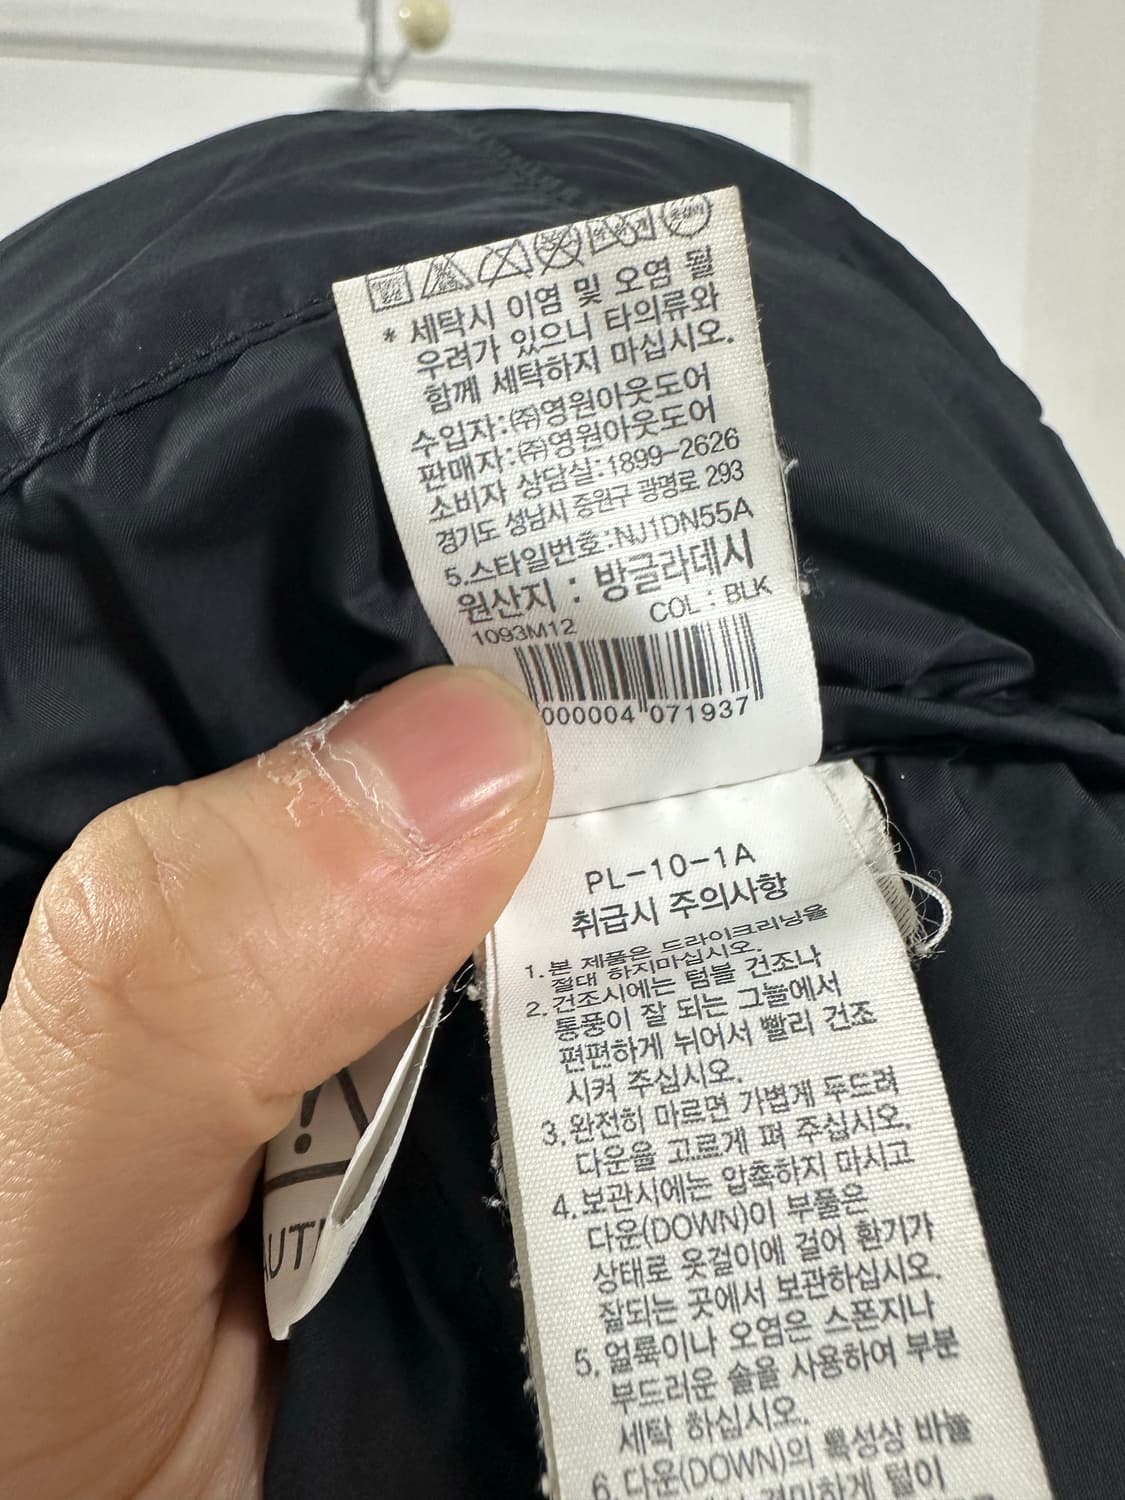 * 세탁시 이염 및 오염 될
우려가 있으니 타의류와
함께 세탁하지 마십시오.
수입자:㈜영원아웃도어
판매자:㈜영원아웃도어
소비자 상담실:1899-2626
경기도 성남시 중원구 광명로 293
5.스타일번호:NJ1DN55A
원산지 : 방글라데시
1093M12 COL : BLK
000004 071937
PL-10-1A
취급시 주의사항
1.본 제품은 드라이크리닝을
절대 하지마십시오.
2.건조시에는 텀블 건조나
통풍이 잘 되는 그늘에서
편편하게 뉘어서 빨리 건조
시켜 주십시오.
3.완전히 마르면 가볍게 두드려
다운을 고르게 펴 주십시오.
4.보관시에는 압축하지 마시고
다운(DOWN)이 부풀은
상태로 옷걸이에 걸어 환기가
잘되는 곳에서 보관하십시오.
5.얼룩이나 오염은 스폰지나
부드러운 솔을 사용하여 부분
세탁 하십시오.
6.다운(DOWN)의 특성상 바늘
경미하게 털이